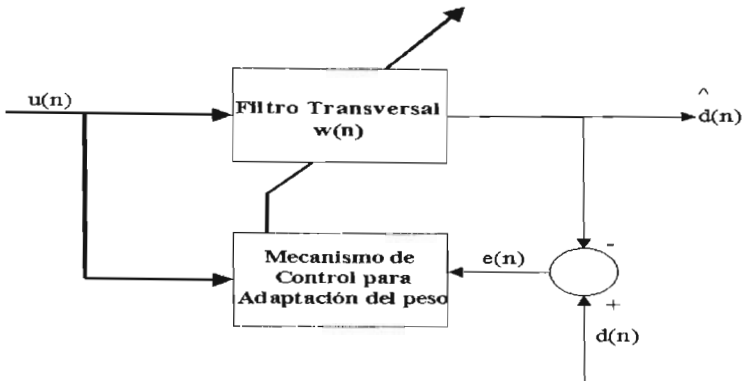 u(n)
Filtro Transversal
w(n)
^
d(n)
Mecanismo de
Control para
Adaptación del peso
e(n)
-
+
d(n)